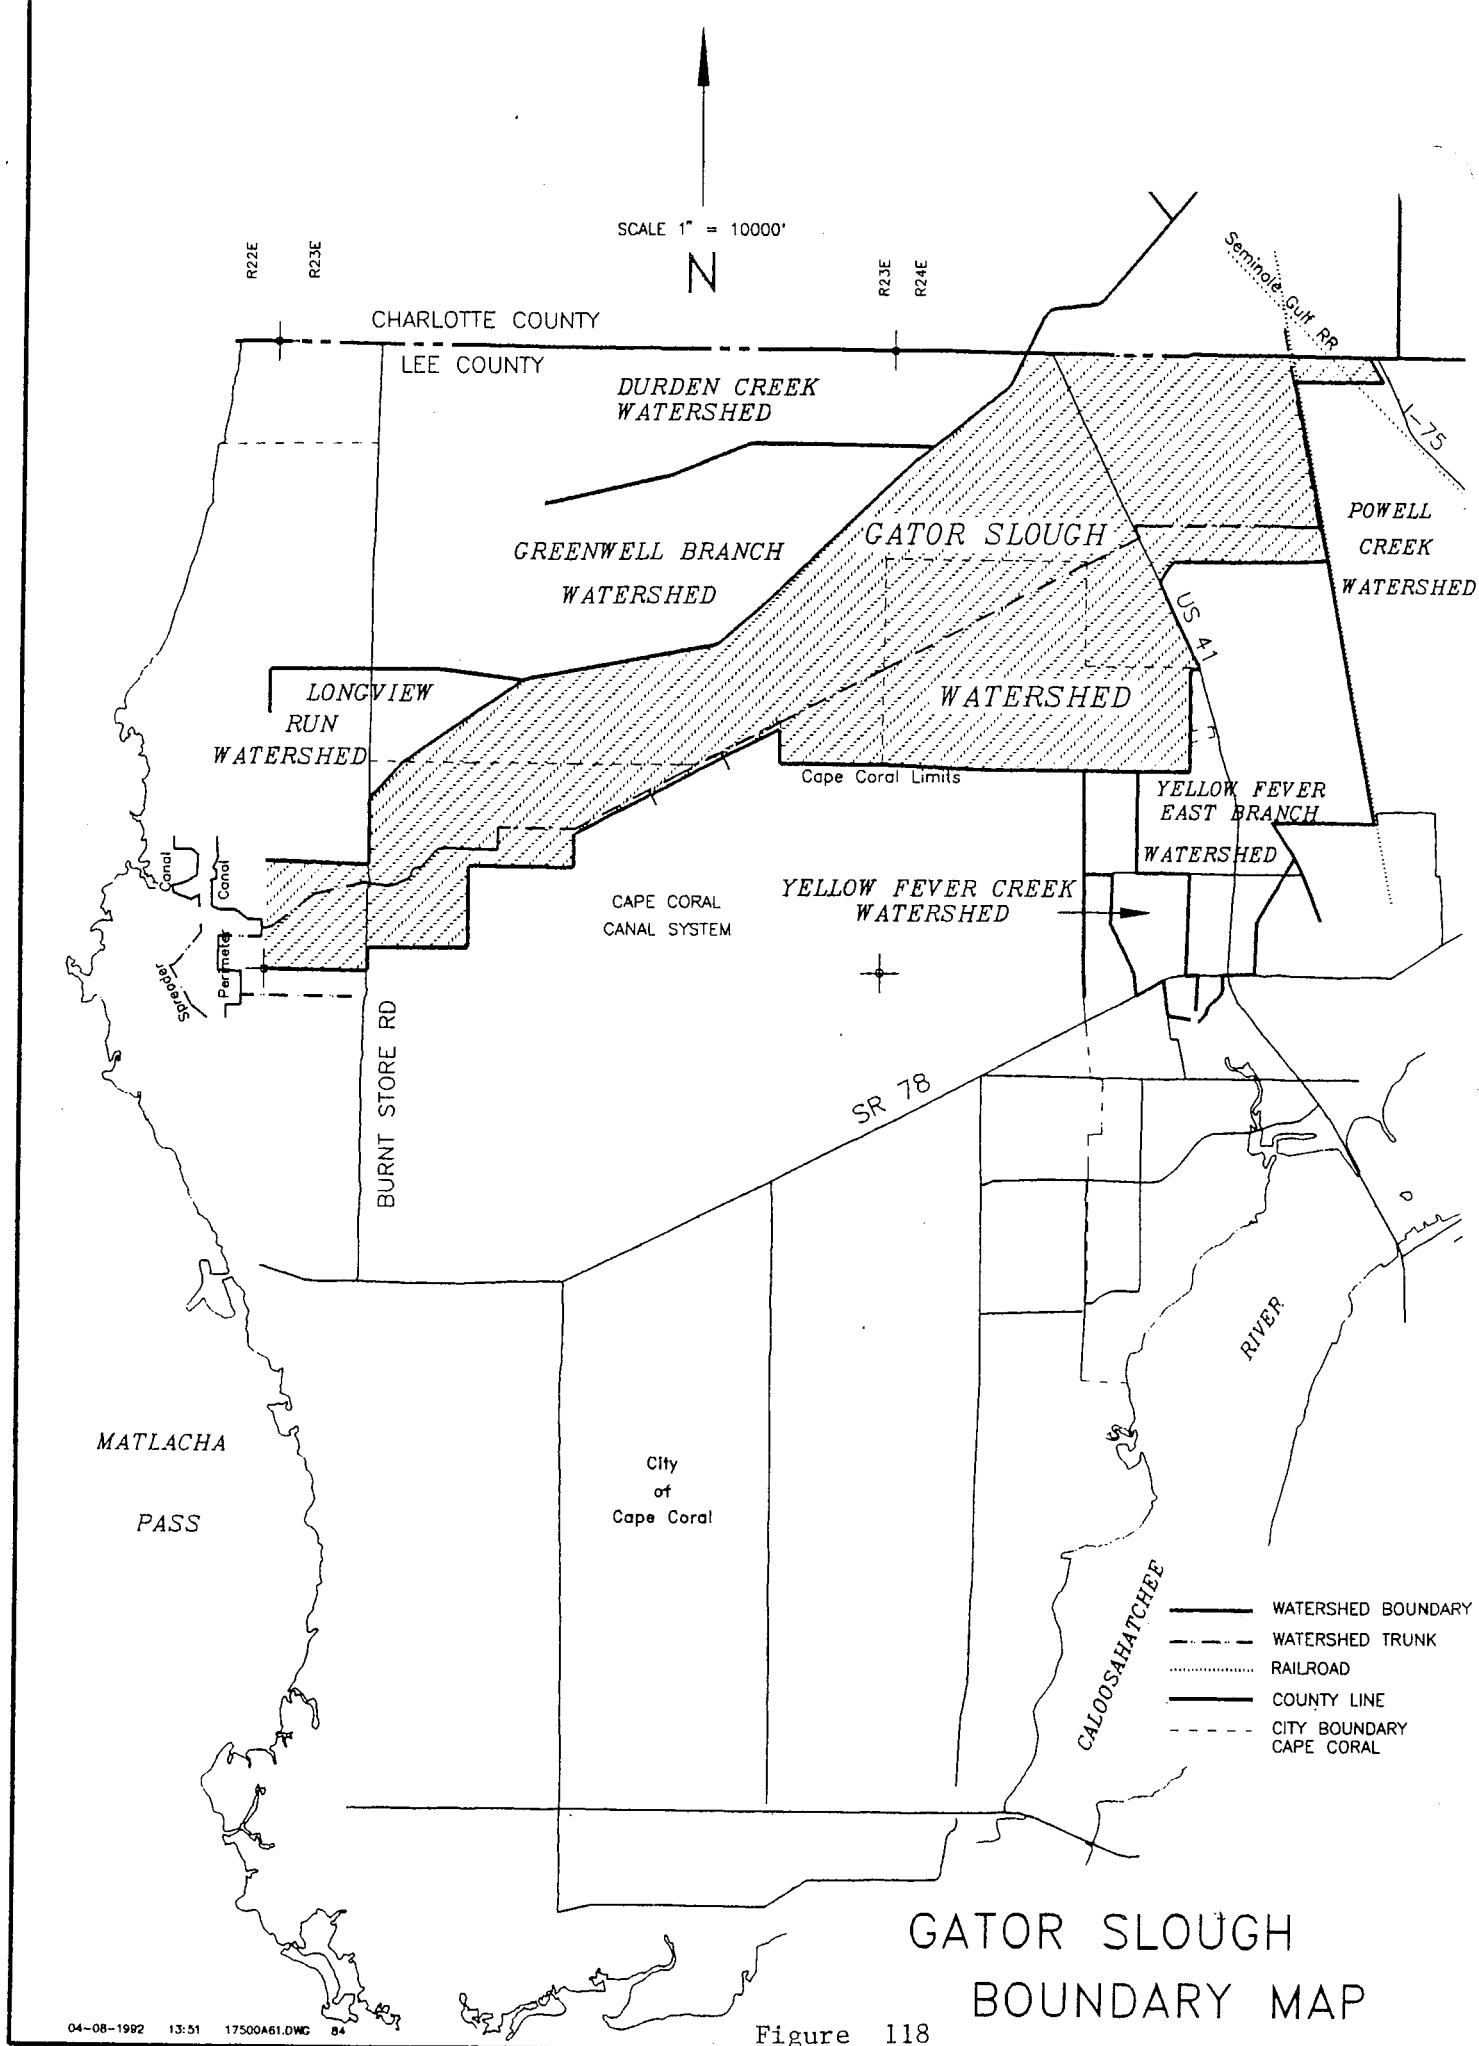 SCALE 1" = 10000'
N
R22E
R23E
R23E
R24E
Seminole Gulf RR
CHARLOTTE COUNTY
LEE COUNTY
DURDEN CREEK
WATERSHED
I-75
GREENWELL BRANCH
WATERSHED
GATOR SLOUGH
WATERSHED
POWELL
CREEK
WATERSHED
US 41
LONGVIEW
RUN
WATERSHED
Cape Coral Limits
YELLOW FEVER
EAST BRANCH
WATERSHED
Canal
Canal
YELLOW FEVER CREEK
WATERSHED
CAPE CORAL
CANAL SYSTEM
Perimeter
Spreader
BURNT STORE RD
SR 78
RIVER
MATLACHA
PASS
City
of
Cape Coral
CALOOSAHATCHEE
WATERSHED BOUNDARY
WATERSHED TRUNK
RAILROAD
COUNTY LINE
CITY BOUNDARY
CAPE CORAL
GATOR SLOUGH
BOUNDARY MAP
04-08-1992 13:51 17500A61.DWG 84
Figure 118